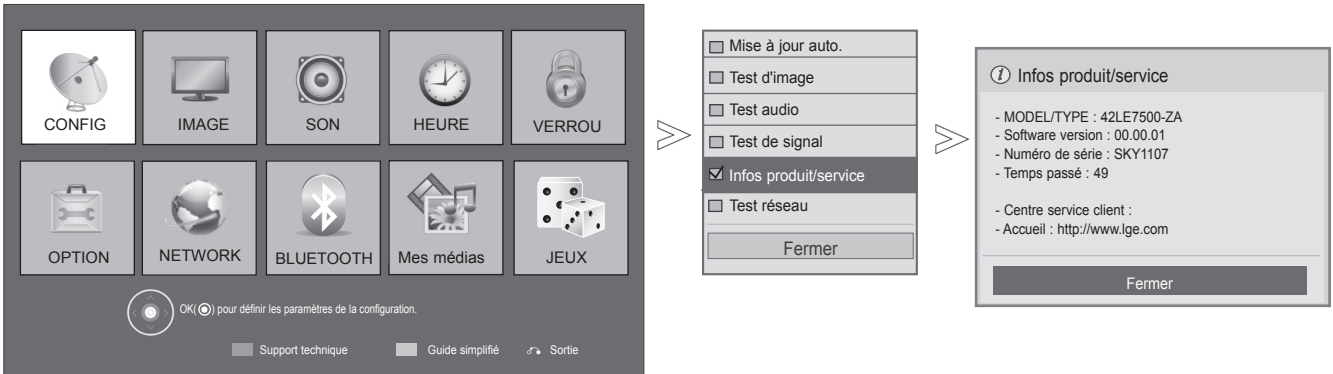 CONFIG
IMAGE
SON
HEURE
VERROU
OPTION
NETWORK
BLUETOOTH
Mes médias
JEUX
OK( ) pour définir les paramètres de la configuration.
Support technique
Guide simplifié
Sortie
Mise à jour auto.
Test d'image
Test audio
Test de signal
Infos produit/service
Test réseau
Fermer
i Infos produit/service
- MODEL/TYPE : 42LE7500-ZA
- Software version : 00.00.01
- Numéro de série : SKY1107
- Temps passé : 49
- Centre service client :
- Accueil : http://www.lge.com
Fermer